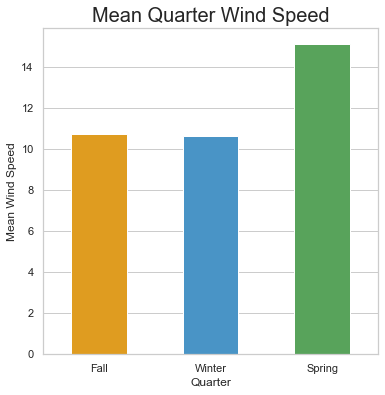 Mean Quarter Wind Speed
14
12
10
8
6
4
2
0
Mean Wind Speed
Fall Winter Spring
Quarter